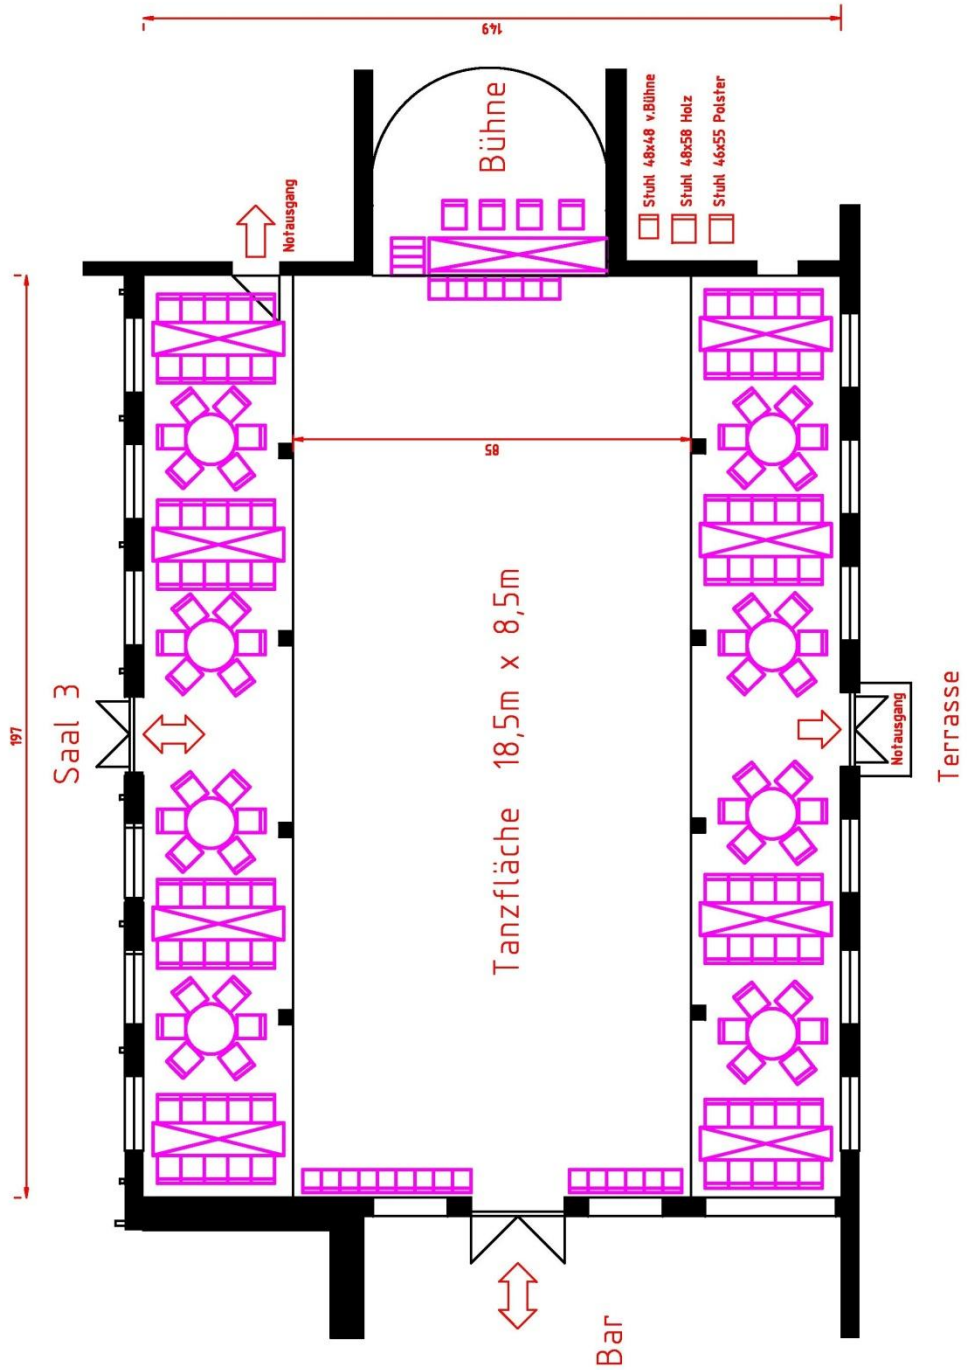 149
Bühne
Stuhl 48x48 v.Bühne
Stuhl 48x58 Holz
Stuhl 46x55 Polster
Notausgang
85
197
Saal 3
Tanzfläche 18,5m x 8,5m
Notausgang
Terrasse
Bar